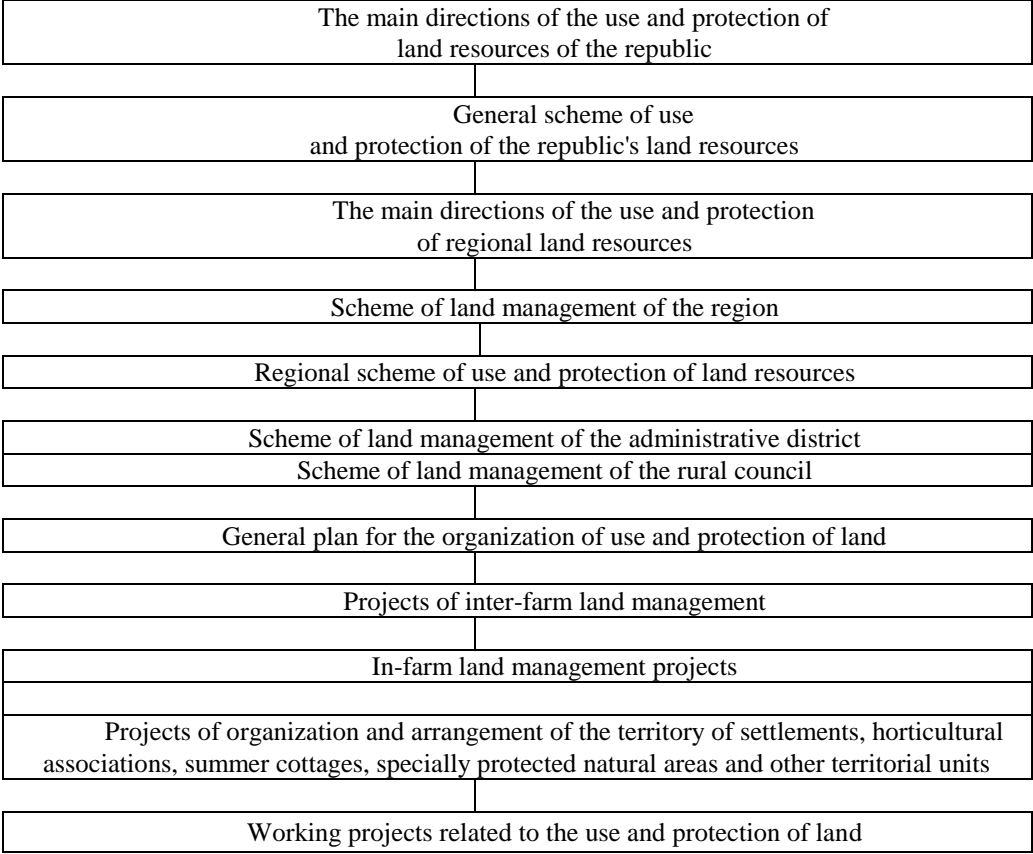 The main directions of the use and protection of
land resources of the republic
General scheme of use
and protection of the republic's land resources
The main directions of the use and protection
of regional land resources
Scheme of land management of the region
Regional scheme of use and protection of land resources
Scheme of land management of the administrative district
Scheme of land management of the rural council
General plan for the organization of use and protection of land
Projects of inter-farm land management
In-farm land management projects
Projects of organization and arrangement of the territory of settlements, horticultural
associations, summer cottages, specially protected natural areas and other territorial units
Working projects related to the use and protection of land